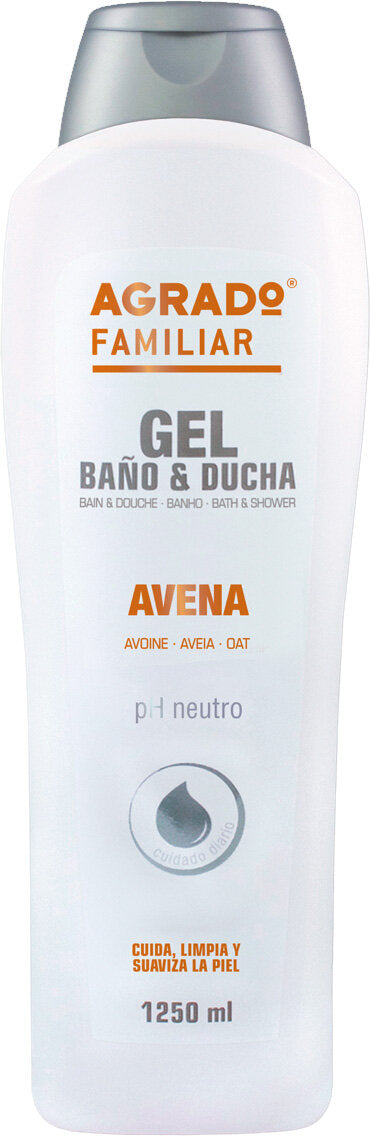 AGRADO®
FAMILIAR
GEL
BAÑO & DUCHA
BAIN & DOUCHE · BANHO · BATH & SHOWER
AVENA
AVOINE · AVEIA · OAT
pH neutro
cuidado diario
CUIDA, LIMPIA Y
SUAVIZA LA PIEL
1250 ml